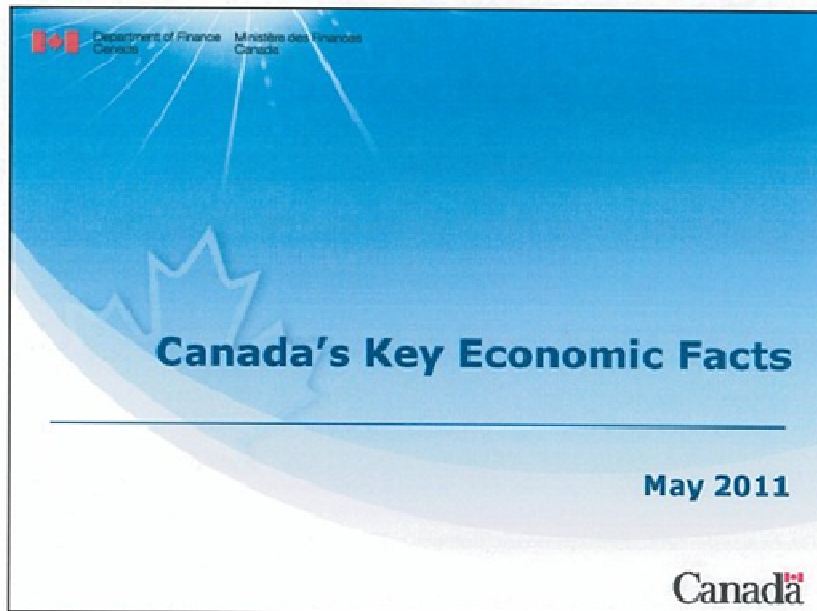 Department of Finance Ministère des Finances
Canada Canada
Canada's Key Economic Facts
May 2011
Canada